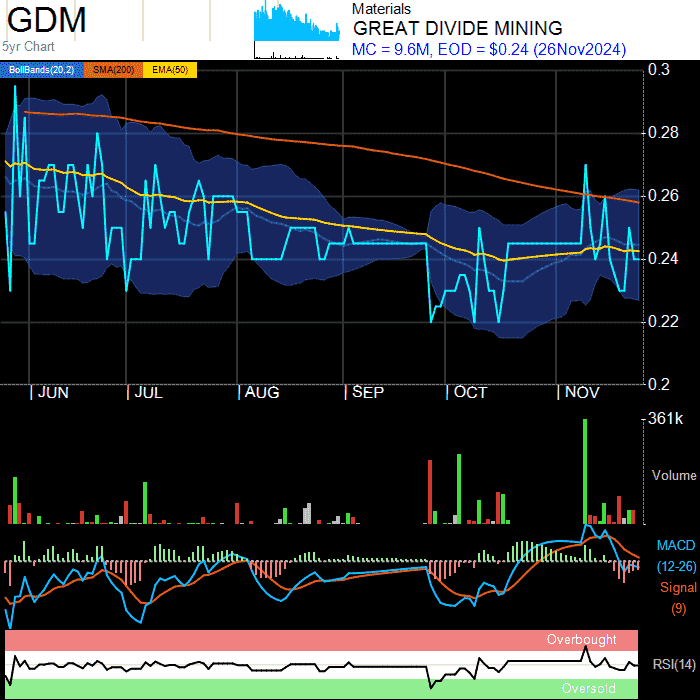 GDM
5yr Chart
Materials
GREAT DIVIDE MINING
MC = 9.6M, EOD = $0.24 (26Nov2024)
BollBands(20,2) SMA(200) EMA(50)
0.3
0.28
0.26
0.24
0.22
0.2
| JUN | JUL | AUG | SEP | OCT | NOV
361k
Volume
MACD
(12-26)
Signal
(9)
Overbought
RSI(14)
Oversold